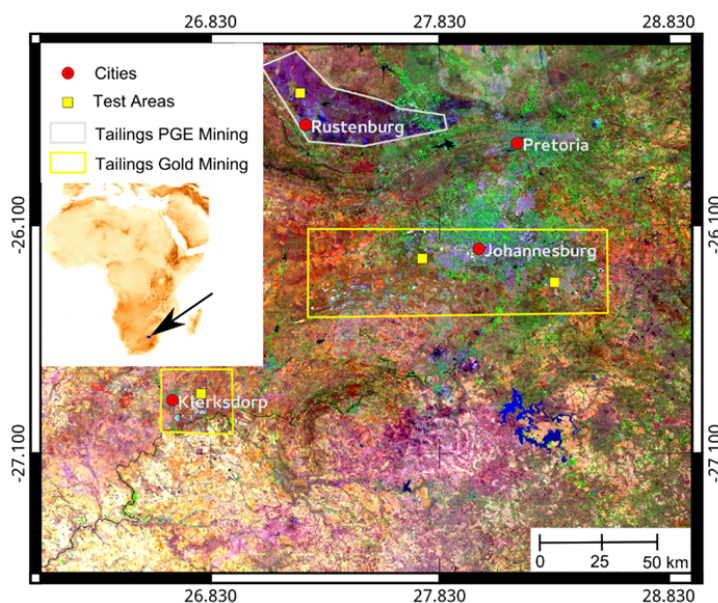 26.830 27.830 28.830
Cities
Test Areas
Tailings PGE Mining
Tailings Gold Mining
Rustenburg
Pretoria
-26.100 -26.100
Johannesburg
Klerksdorp
-27.100 -27.100
0 25 50 km
26.830 27.830 28.830